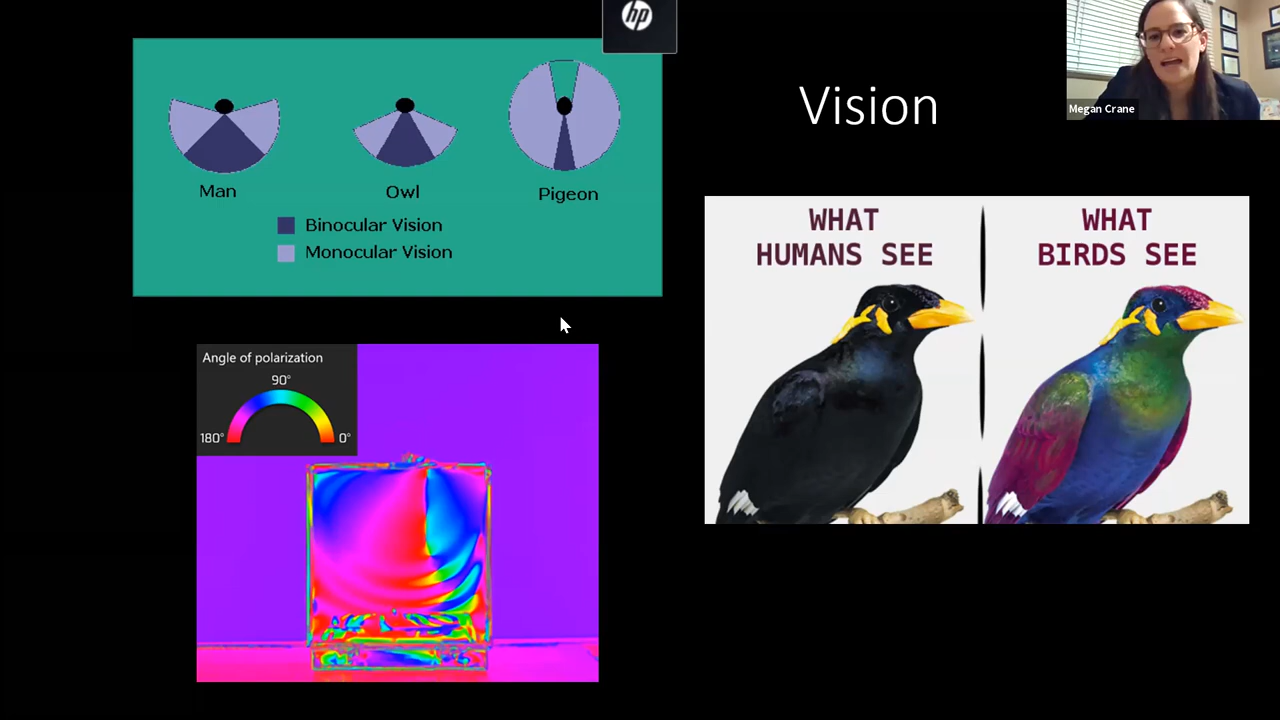 hp
Vision
Megan Crane
Man
Owl
Pigeon
Binocular Vision
Monocular Vision
WHAT
HUMANS SEE
WHAT
BIRDS SEE
Angle of polarization
90°
180°
0°